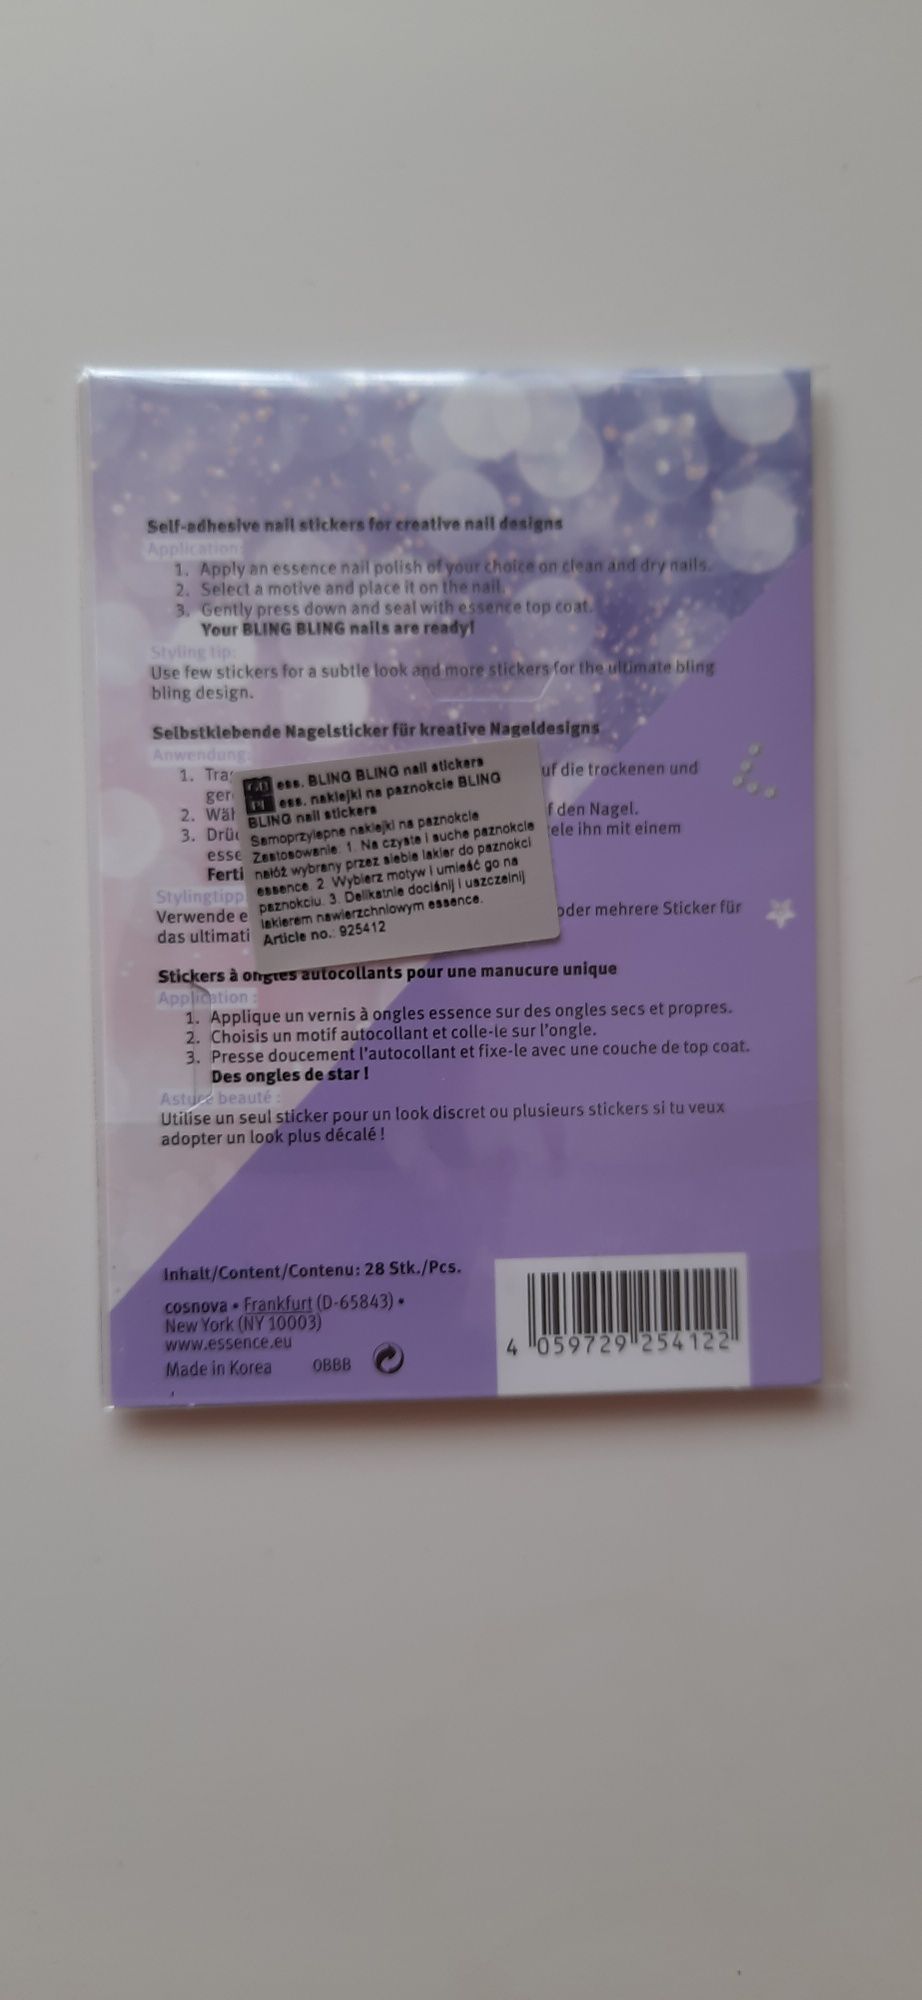 Self-adhesive nail stickers for creative nail designs
Application:
1. Apply an essence nail polish of your choice on clean and dry nails.
2. Select a motive and place it on the nail.
3. Gently press down and seal with essence top coat.
Your BLING BLING nails are ready!
Styling tip:
Use few stickers for a subtle look and more stickers for the ultimate bling
bling design.
Selbstklebende Nagelsticker für kreative Nageldesigns
Anwendung:
1. uf die trockenen und
2. f den Nagel.
3. ele ihn mit einem
Stylingtipp
Verwende oder mehrere Sticker für
das ultimati
GB ess. BLING BLING nail stickers
PL ess. naklejki na paznokcie BLING
BLING nail stickers
Samoprzylepne naklejki na paznokcie
Zastosowanie: 1. Na czyste i suche paznokcie
nałóż wybrany przez siebie lakier do paznokci
essence. 2. Wybierz motyw i umieść go na
paznokciu. 3. Delikatnie dociśnij i uszczelnij
lakierem nawierzchniowym essence.
Article no.: 925412
Stickers à ongles autocollants pour une manucure unique
Application :
1. Applique un vernis à ongles essence sur des ongles secs et propres.
2. Choisis un motif autocollant et colle-le sur l'ongle.
3. Presse doucement l'autocollant et fixe-le avec une couche de top coat.
Des ongles de star !
Astuce beauté :
Utilise un seul sticker pour un look discret ou plusieurs stickers si tu veux
adopter un look plus décalé !
Inhalt/Content/Contenu: 28 Stk./Pcs.
cosnova • Frankfurt (D-65843) •
New York (NY 10003)
www.essence.eu
Made in Korea 0BBB
4 059729 254122